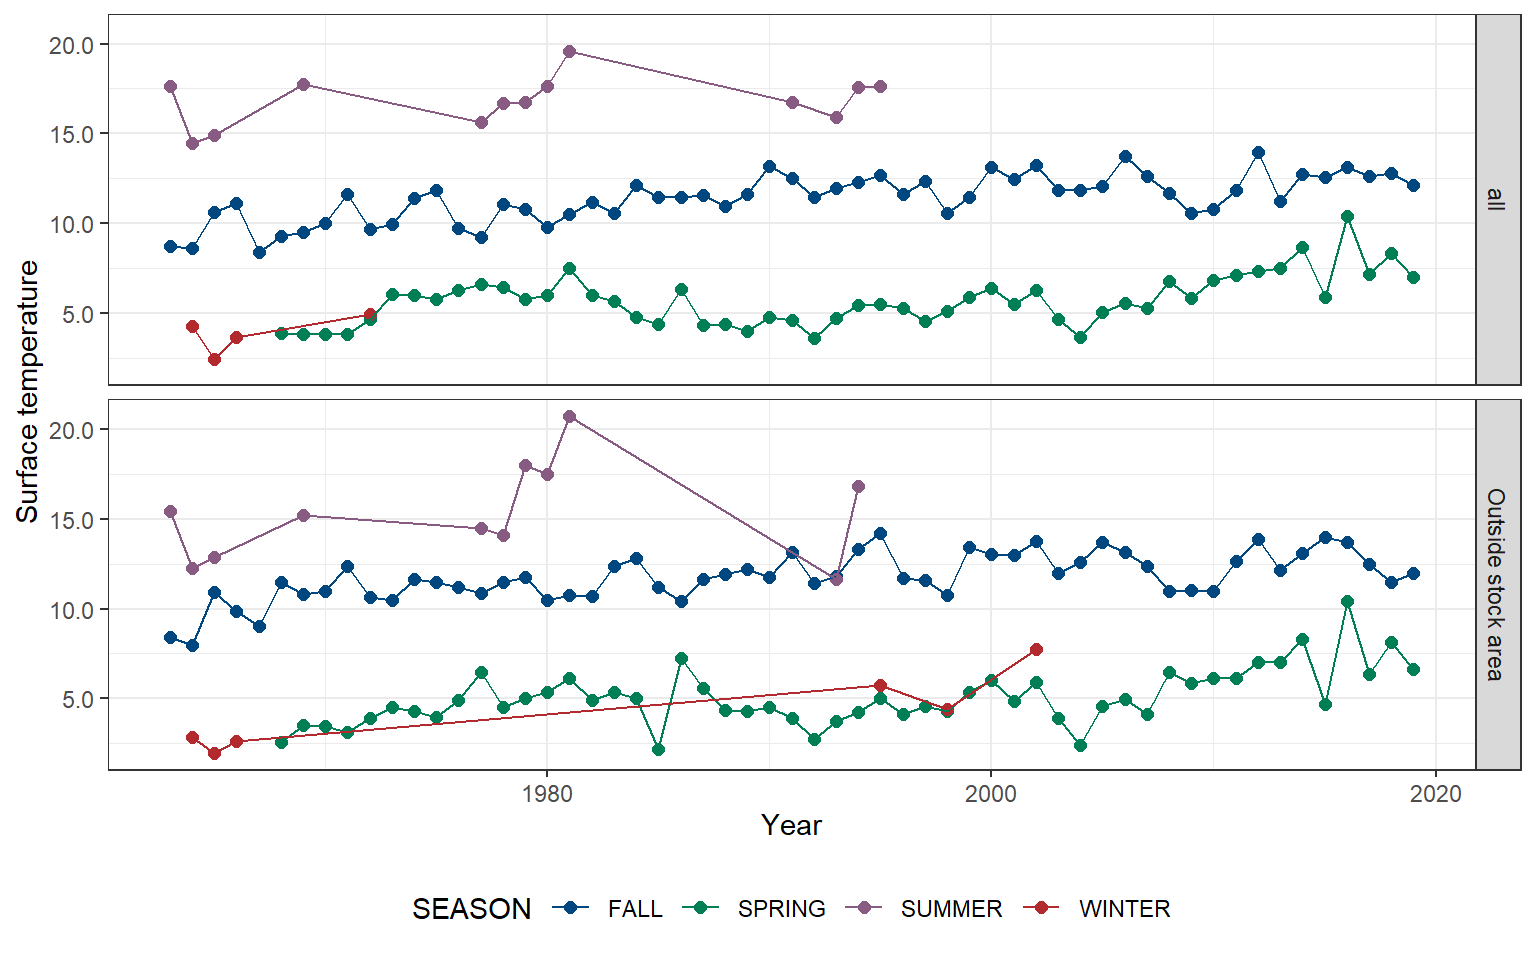 Surface temperature
20.0
15.0
10.0
5.0
all
20.0
15.0
10.0
5.0
Outside stock area
1980 2000 2020
Year
SEASON FALL SPRING SUMMER WINTER